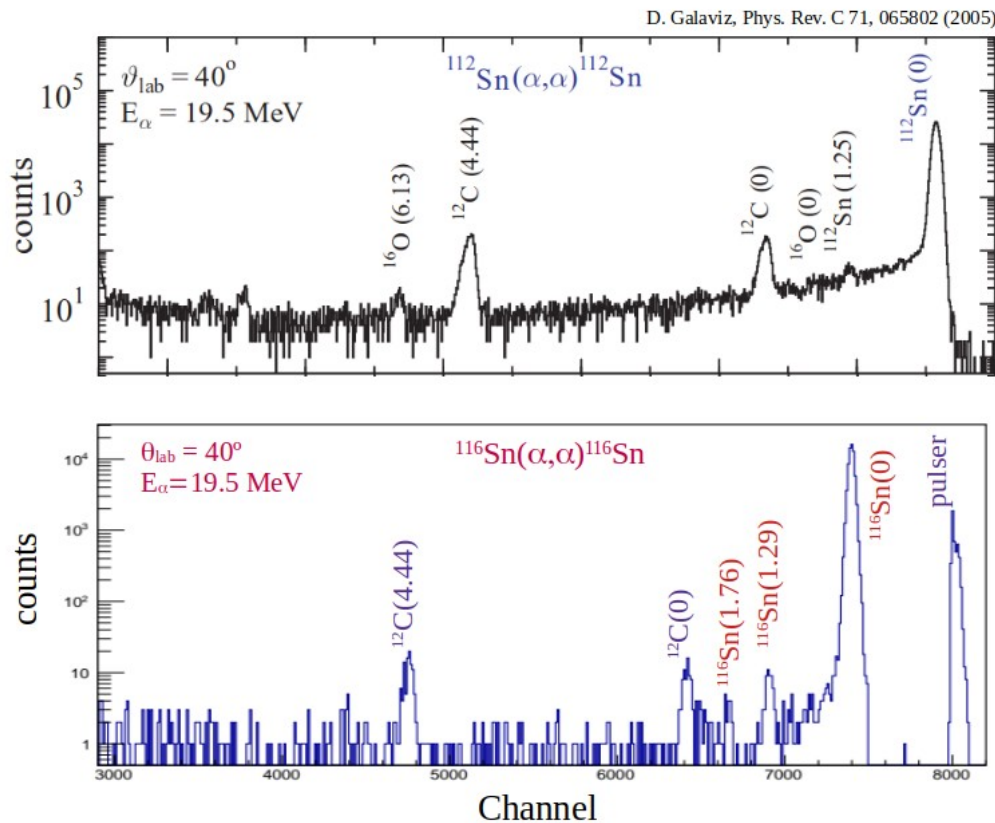 D. Galaviz, Phys. Rev. C 71, 065802 (2005)
ϑlab = 40º
Eα = 19.5 MeV
¹¹²Sn(α,α)¹¹²Sn
10⁵
10³
10¹
counts
¹⁶O (6.13)
¹²C (4.44)
¹²C (0)
¹⁶O (0)
¹¹²Sn (1.25)
¹¹²Sn (0)
θlab = 40º
Eα=19.5 MeV
¹¹⁶Sn(α,α)¹¹⁶Sn
10⁴
10³
10²
10
1
counts
¹²C(4.44)
¹²C(0)
¹¹⁶Sn(1.76)
¹¹⁶Sn(1.29)
¹¹⁶Sn(0)
pulser
3000 4000 5000 6000 7000 8000
Channel